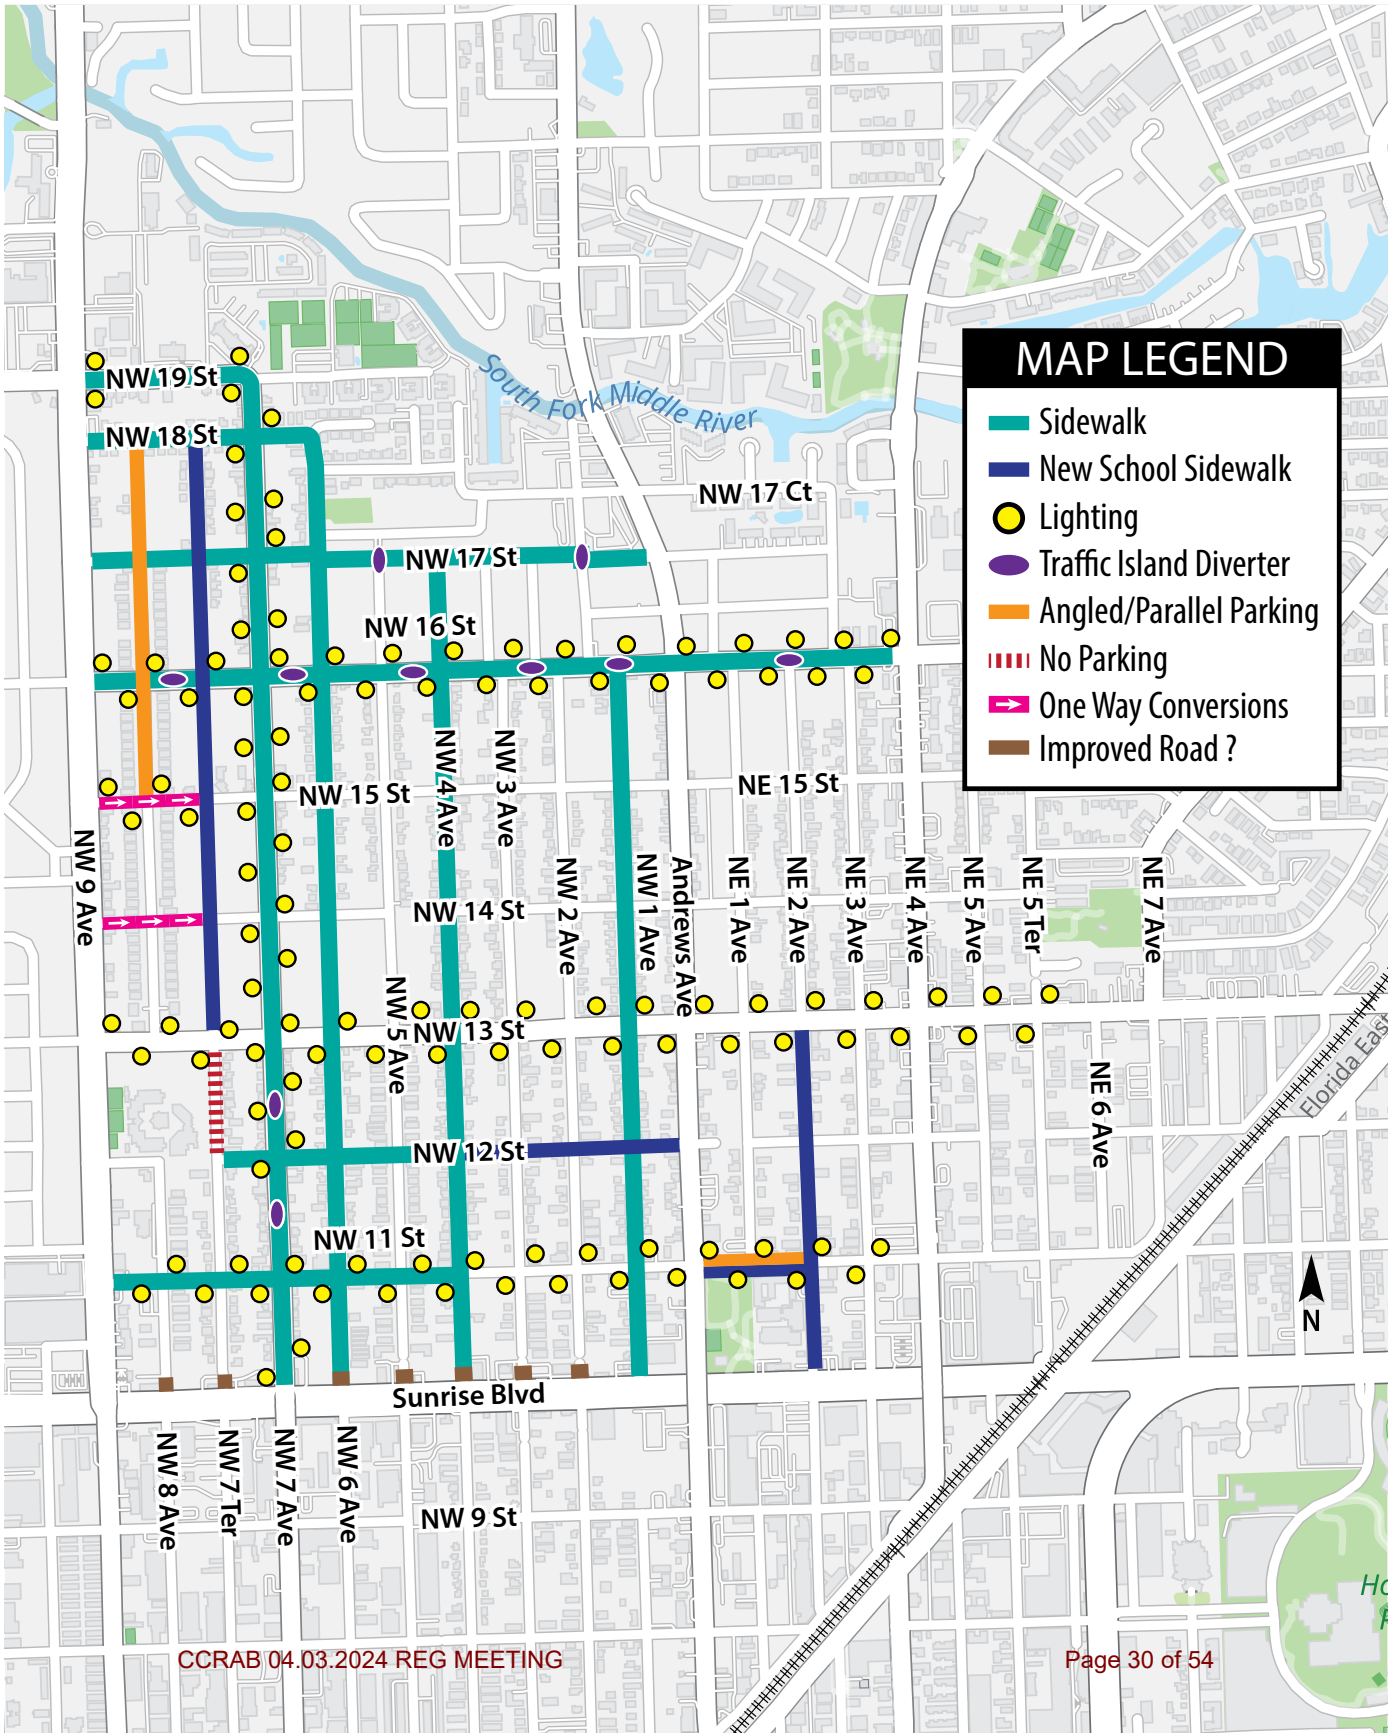 NW 19 St
NW 18 St
South Fork Middle River
MAP LEGEND
Sidewalk
New School Sidewalk
Lighting
Traffic Island Diverter
Angled/Parallel Parking
No Parking
One Way Conversions
Improved Road ?
NW 17 Ct
NW 17 St
NW 16 St
NW 15 St
NE 15 St
NW 9 Ave
NW 4 Ave
NW 3 Ave
NW 2 Ave
NW 1 Ave
Andrews Ave
NE 1 Ave
NE 2 Ave
NE 3 Ave
NE 4 Ave
NE 5 Ave
NE 5 Ter
NE 7 Ave
NW 14 St
NW 5 Ave
NW 13 St
Florida East
NE 6 Ave
NW 12 St
NW 11 St
N
Sunrise Blvd
NW 8 Ave
NW 7 Ter
NW 7 Ave
NW 6 Ave
NW 9 St
CCRAB 04.03.2024 REG MEETING
Page 30 of 54